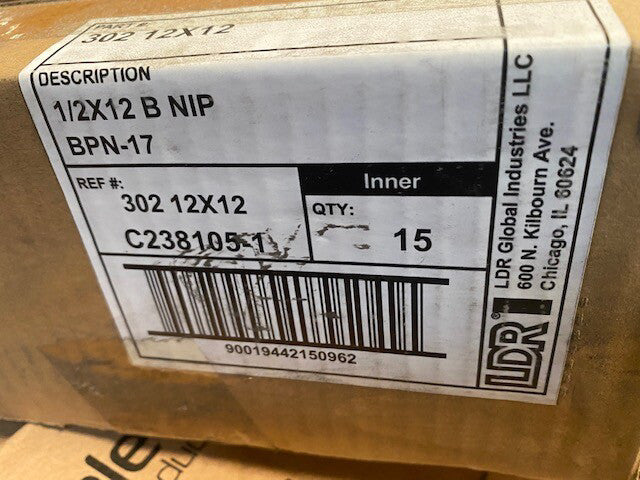 PART #:
302 12X12
DESCRIPTION
1/2X12 B NIP
BPN-17
REF #:
302 12X12
C238105-1
Inner
QTY:
15
90019442150962
LDR Global Industries LLC
600 N. Kilbourn Ave.
Chicago, IL 60624
LDR